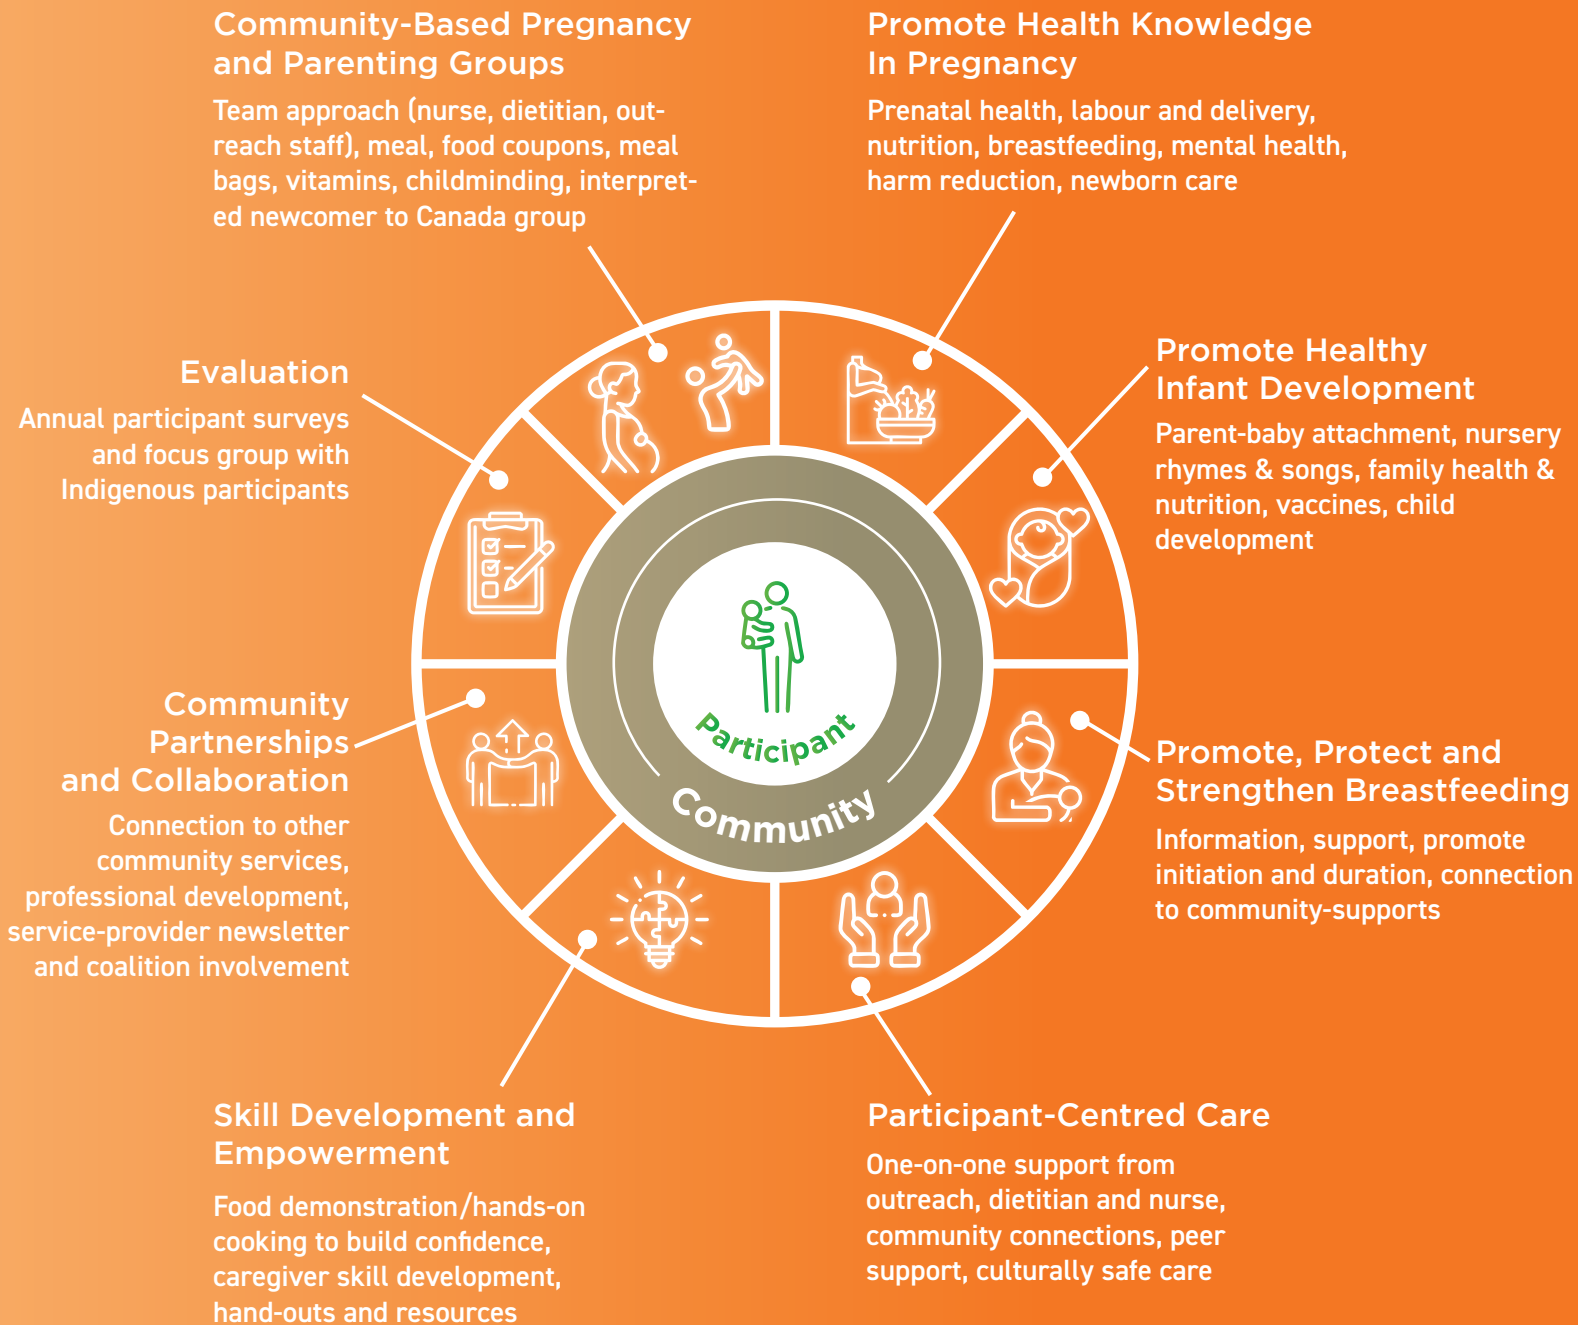 Community-Based Pregnancy
and Parenting Groups
Team approach (nurse, dietitian, out-
reach staff), meal, food coupons, meal
bags, vitamins, childminding, interpret-
ed newcomer to Canada group
Promote Health Knowledge
In Pregnancy
Prenatal health, labour and delivery,
nutrition, breastfeeding, mental health,
harm reduction, newborn care
Promote Healthy
Infant Development
Parent-baby attachment, nursery
rhymes & songs, family health &
nutrition, vaccines, child
development
Promote, Protect and
Strengthen Breastfeeding
Information, support, promote
initiation and duration, connection
to community-supports
Participant-Centred Care
One-on-one support from
outreach, dietitian and nurse,
community connections, peer
support, culturally safe care
Skill Development and
Empowerment
Food demonstration/hands-on
cooking to build confidence,
caregiver skill development,
hand-outs and resources
Community
Partnerships
and Collaboration
Connection to other
community services,
professional development,
service-provider newsletter
and coalition involvement
Evaluation
Annual participant surveys
and focus group with
Indigenous participants
Participant
Community